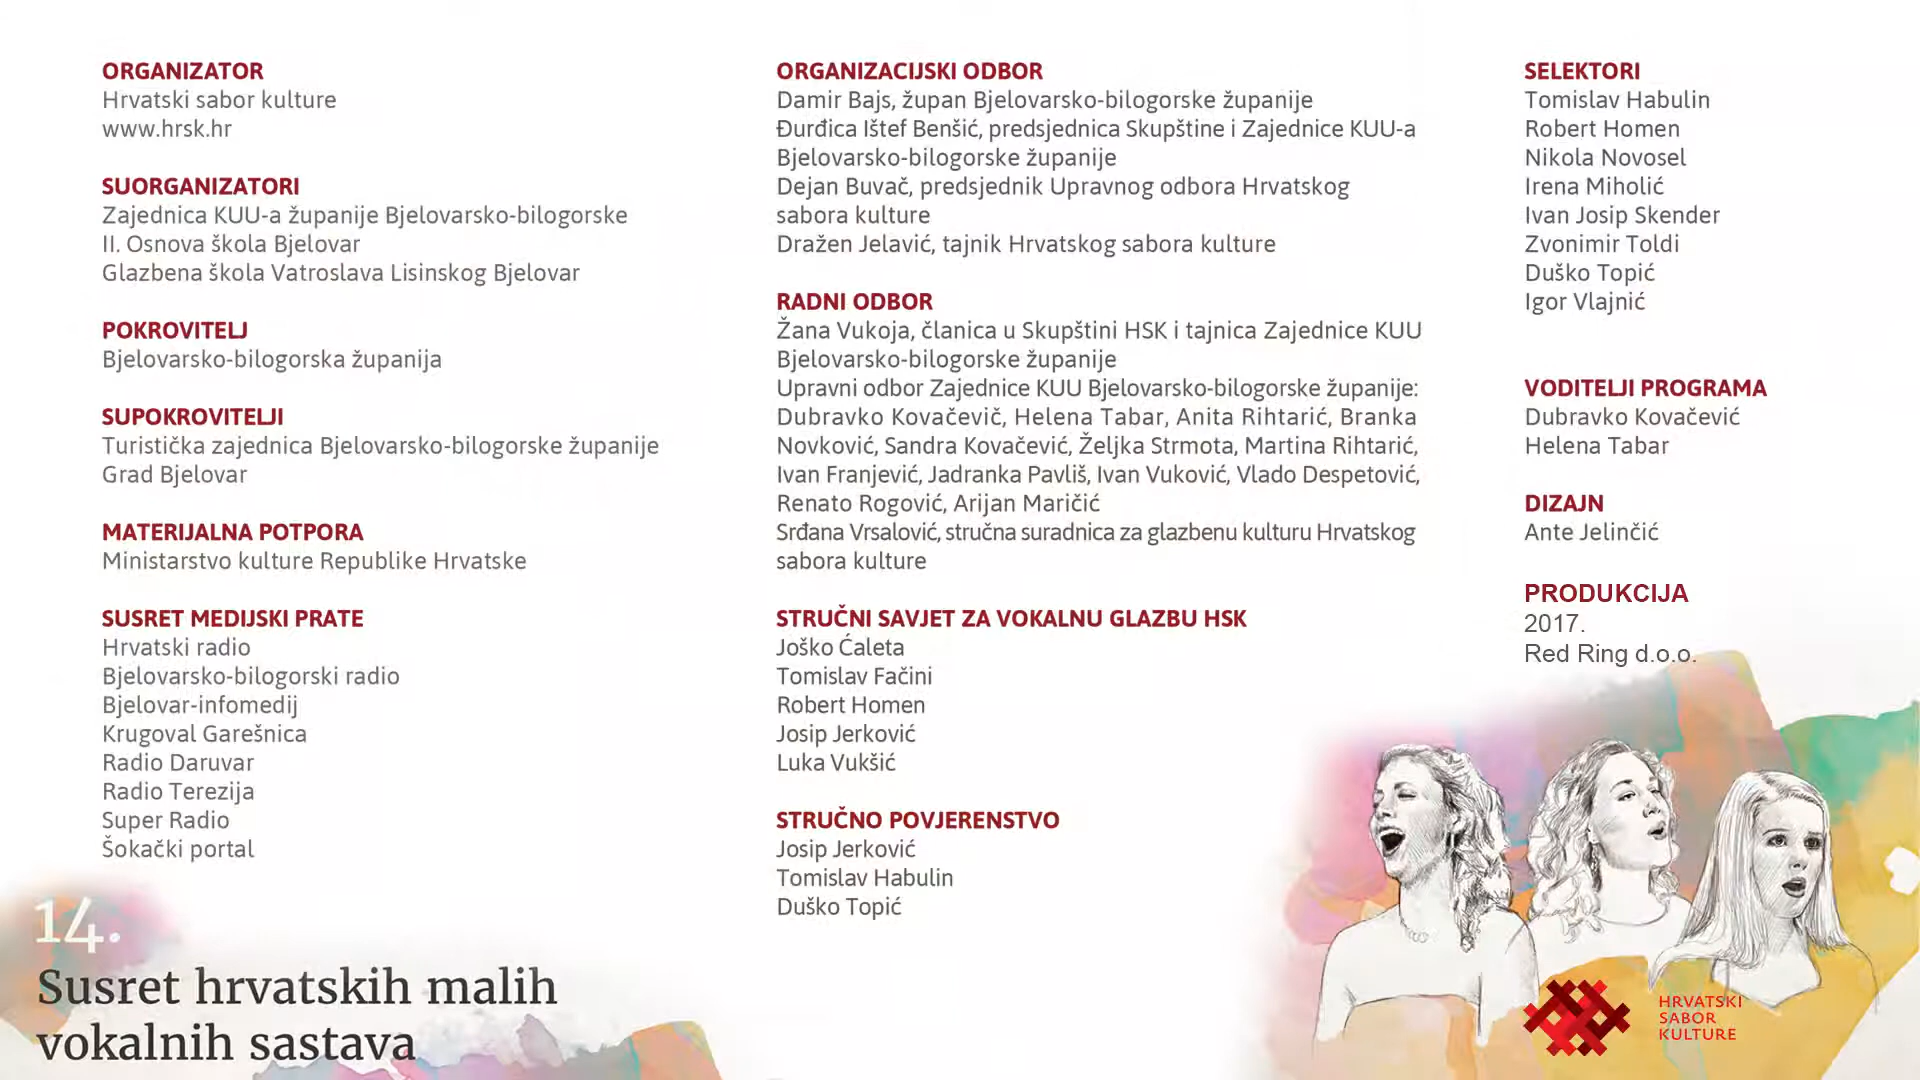 ORGANIZATOR
Hrvatski sabor kulture
www.hrsk.hr
SUORGANIZATORI
Zajednica KUU-a županije Bjelovarsko-bilogorske
II. Osnova škola Bjelovar
Glazbena škola Vatroslava Lisinskog Bjelovar
POKROVITELJ
Bjelovarsko-bilogorska županija
SUPOKROVITELJI
Turistička zajednica Bjelovarsko-bilogorske županije
Grad Bjelovar
MATERIJALNA POTPORA
Ministarstvo kulture Republike Hrvatske
SUSRET MEDIJSKI PRATE
Hrvatski radio
Bjelovarsko-bilogorski radio
Bjelovar-infomedij
Krugoval Garešnica
Radio Daruvar
Radio Terezija
Super Radio
Šokački portal
ORGANIZACIJSKI ODBOR
Damir Bajs, župan Bjelovarsko-bilogorske županije
Đurđica Ištef Benšić, predsjednica Skupštine i Zajednice KUU-a
Bjelovarsko-bilogorske županije
Dejan Buvač, predsjednik Upravnog odbora Hrvatskog
sabora kulture
Dražen Jelavić, tajnik Hrvatskog sabora kulture
RADNI ODBOR
Žana Vukoja, članica u Skupštini HSK i tajnica Zajednice KUU
Bjelovarsko-bilogorske županije
Upravni odbor Zajednice KUU Bjelovarsko-bilogorske županije:
Dubravko Kovačevič, Helena Tabar, Anita Rihtarić, Branka
Novković, Sandra Kovačević, Željka Strmota, Martina Rihtarić,
Ivan Franjević, Jadranka Pavliš, Ivan Vuković, Vlado Despetović,
Renato Rogović, Arijan Maričić
Srđana Vrsalović, stručna suradnica za glazbenu kulturu Hrvatskog
sabora kulture
STRUČNI SAVJET ZA VOKALNU GLAZBU HSK
Joško Ćaleta
Tomislav Fačini
Robert Homen
Josip Jerković
Luka Vukšić
STRUČNO POVJERENSTVO
Josip Jerković
Tomislav Habulin
Duško Topić
SELEKTORI
Tomislav Habulin
Robert Homen
Nikola Novosel
Irena Miholić
Ivan Josip Skender
Zvonimir Toldi
Duško Topić
Igor Vlajnić
VODITELJI PROGRAMA
Dubravko Kovačević
Helena Tabar
DIZAJN
Ante Jelinčić
PRODUKCIJA
2017.
Red Ring d.o.o.
14.
Susret hrvatskih malih
vokalnih sastava
HRVATSKI
SABOR
KULTURE